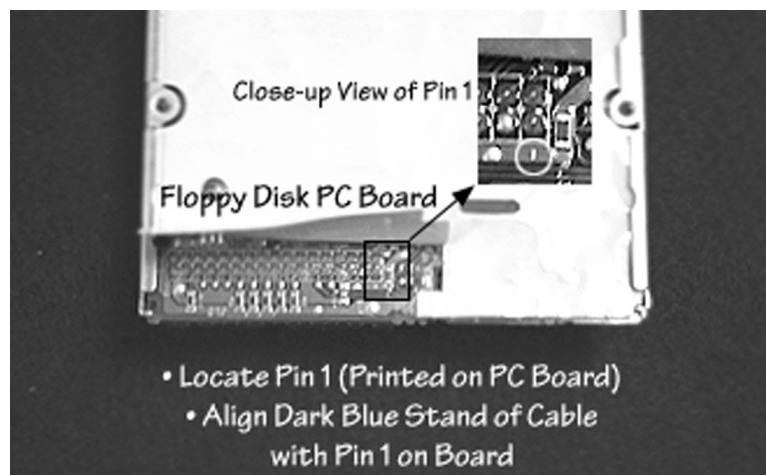 Close-up View of Pin 1
Floppy Disk PC Board
• Locate Pin 1 (Printed on PC Board)
• Align Dark Blue Stand of Cable
with Pin 1 on Board